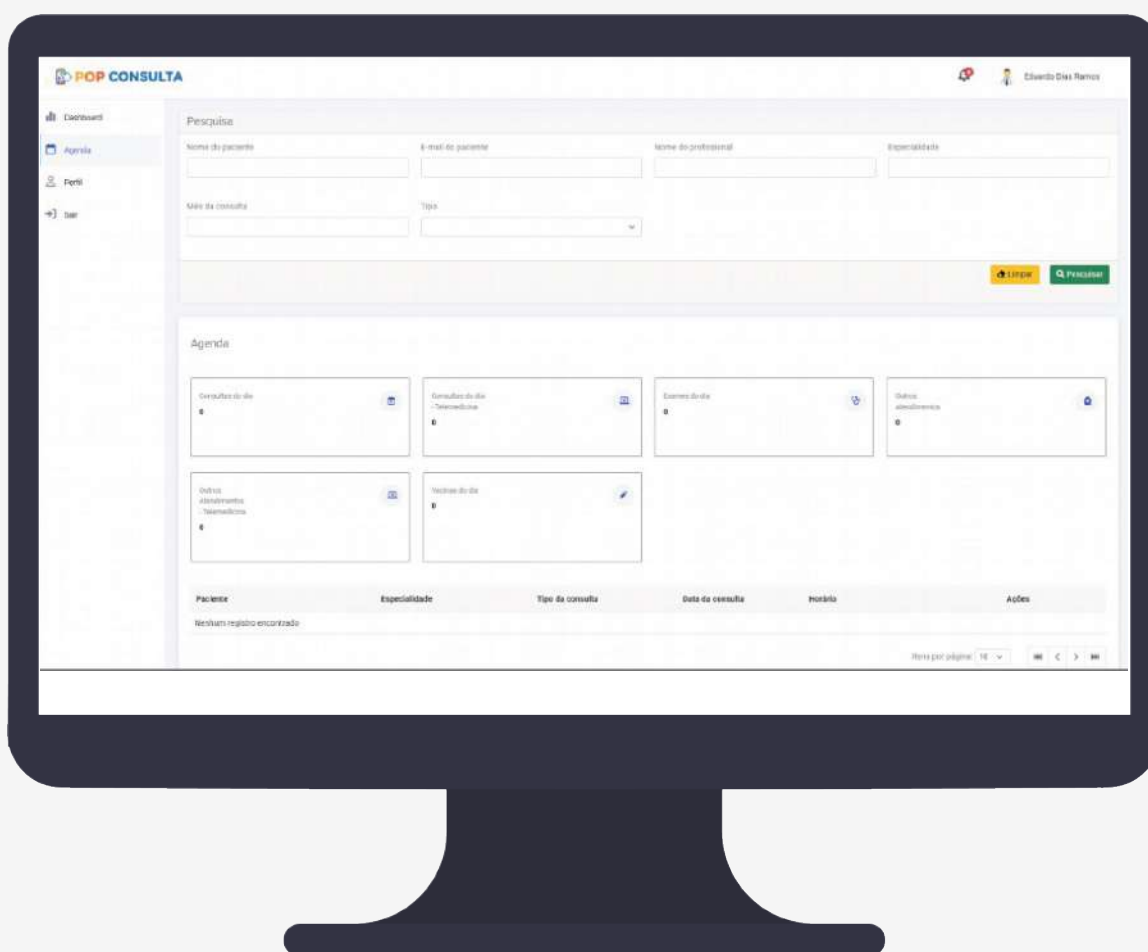 POP CONSULTA
Eduardo Dias Ramos
Dashboard
Agenda
Perfil
Sair
Pesquisa
Nome do paciente
E-mail do paciente
Nome do profissional
Especialidade
Mês da consulta
Tipo
Limpar
Pesquisar
Agenda
Consultas do dia
0
Consultas do dia
- Telemedicina
0
Exames do dia
0
Outros
atendimentos
0
Outros
Atendimentos
- Telemedicina
0
Vacinas do dia
0
Paciente Especialidade Tipo da consulta Data da consulta Horário Ações
Nenhum registro encontrado
Itens por página: 10